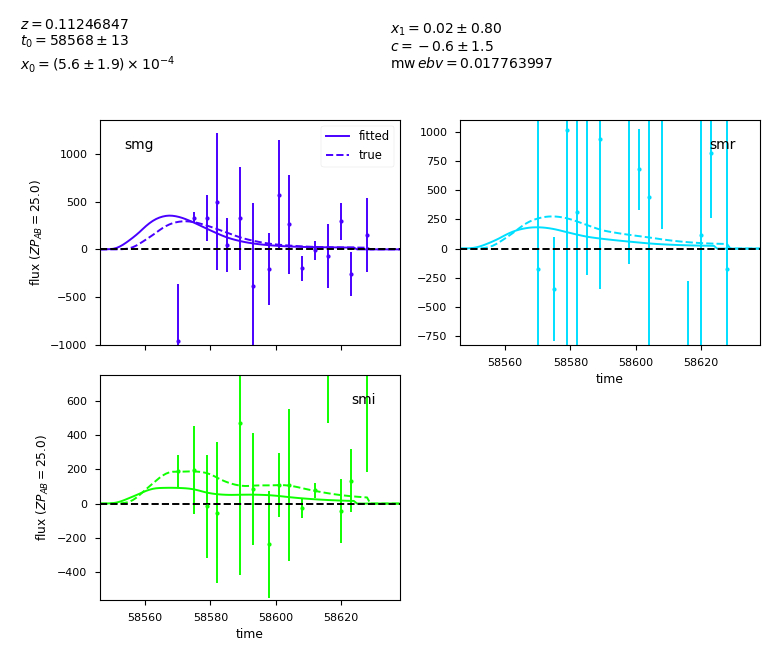 z = 0.11246847
t₀ = 58568 ± 13
x₀ = (5.6 ± 1.9) × 10⁻⁴
x₁ = 0.02 ± 0.80
c = −0.6 ± 1.5
mw ebv = 0.017763997
smg
fitted
true
1000
500
0
−500
−1000
flux (ZP_AB = 25.0)
smr
1000
750
500
250
0
−250
−500
−750
58560 58580 58600 58620
time
smi
600
400
200
0
−200
−400
flux (ZP_AB = 25.0)
58560 58580 58600 58620
time